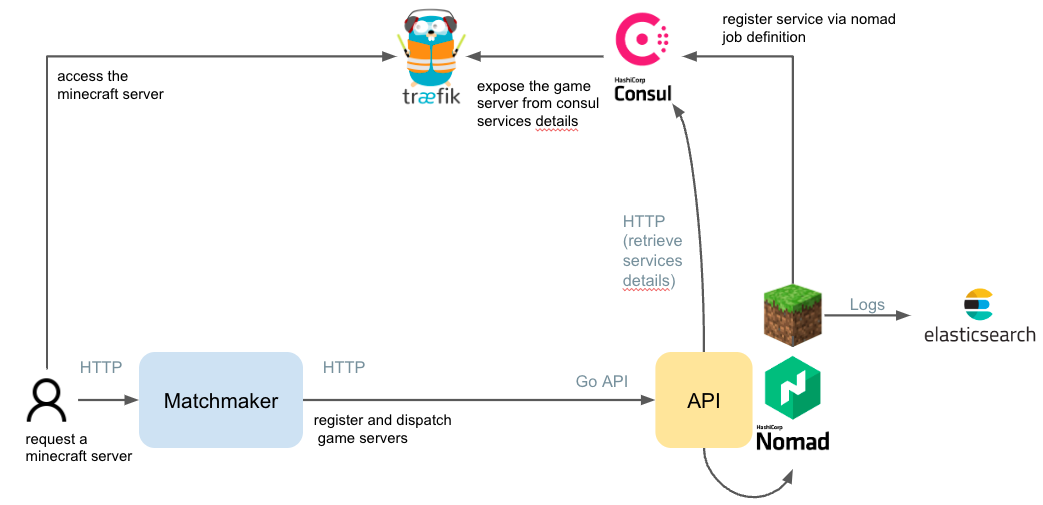 register service via nomad
job definition
access the
minecraft server
træfik
expose the game
server from consul
services details
HashiCorp
Consul
HTTP
(retrieve
services
details)
Logs
elasticsearch
HTTP
Matchmaker
HTTP
register and dispatch
game servers
Go API
API
HashiCorp
Nomad
request a
minecraft server